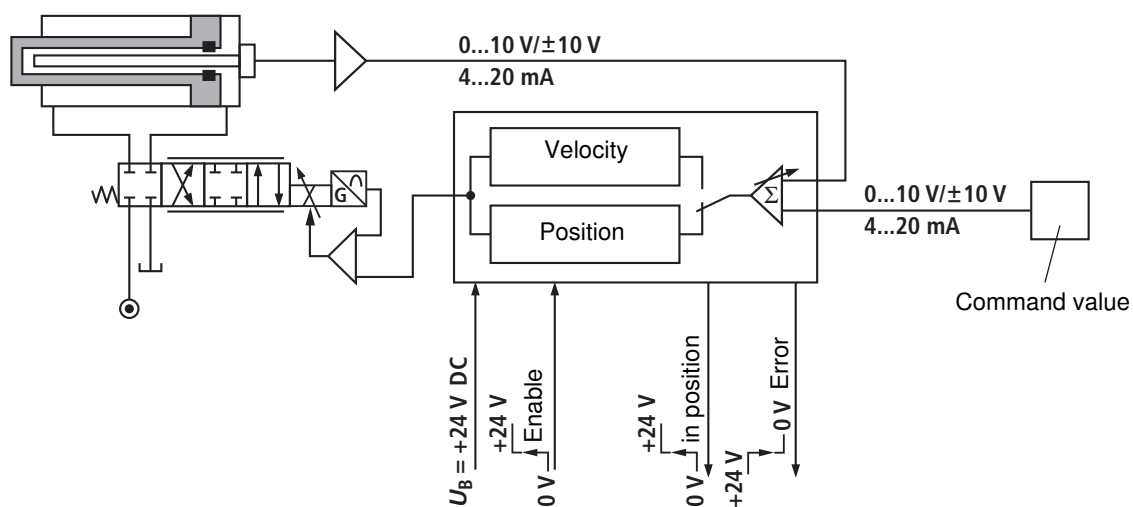 0...10 V/±10 V
4...20 mA
Velocity
Position
Σ
0...10 V/±10 V
4...20 mA
Command value
G
U_B = +24 V DC
+24 V
Enable
0 V
+24 V
in position
0 V
+24 V
0 V Error